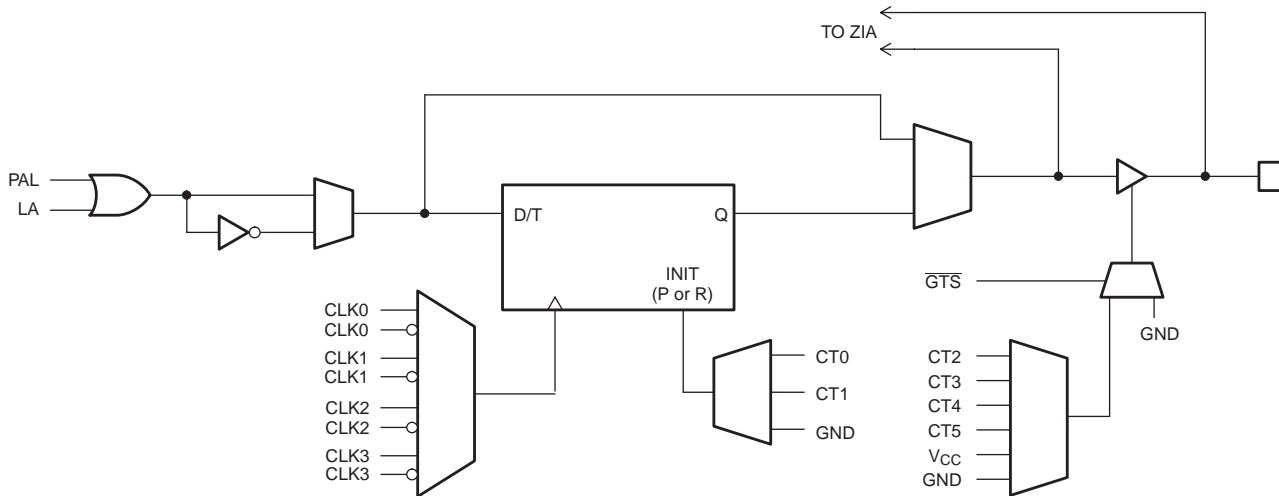 TO ZIA
PAL
LA
D/T
Q
INIT
(P or R)
GTS
GND
CLK0
CLK0
CLK1
CLK1
CLK2
CLK2
CLK3
CLK3
CT0
CT1
GND
CT2
CT3
CT4
CT5
VCC
GND